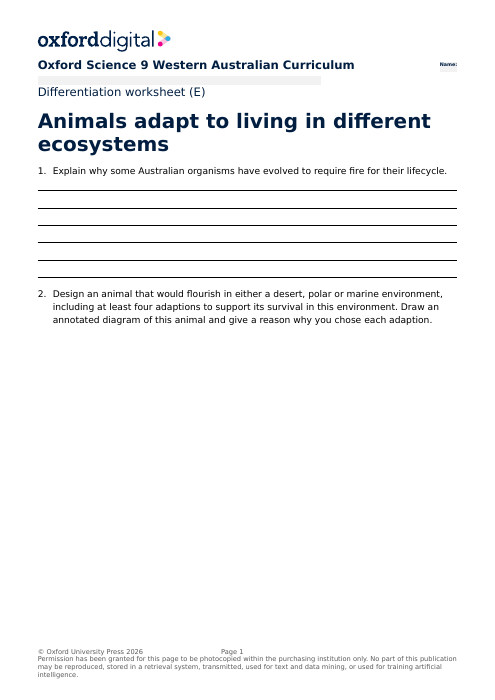 oxforddigital
Oxford Science 9 Western Australian Curriculum
Name:
Differentiation worksheet (E)
Animals adapt to living in different
ecosystems
1. Explain why some Australian organisms have evolved to require fire for their lifecycle.
2. Design an animal that would flourish in either a desert, polar or marine environment,
including at least four adaptions to support its survival in this environment. Draw an
annotated diagram of this animal and give a reason why you chose each adaption.
© Oxford University Press 2026 Page 1
Permission has been granted for this page to be photocopied within the purchasing institution only. No part of this publication
may be reproduced, stored in a retrieval system, transmitted, used for text and data mining, or used for training artificial
intelligence.